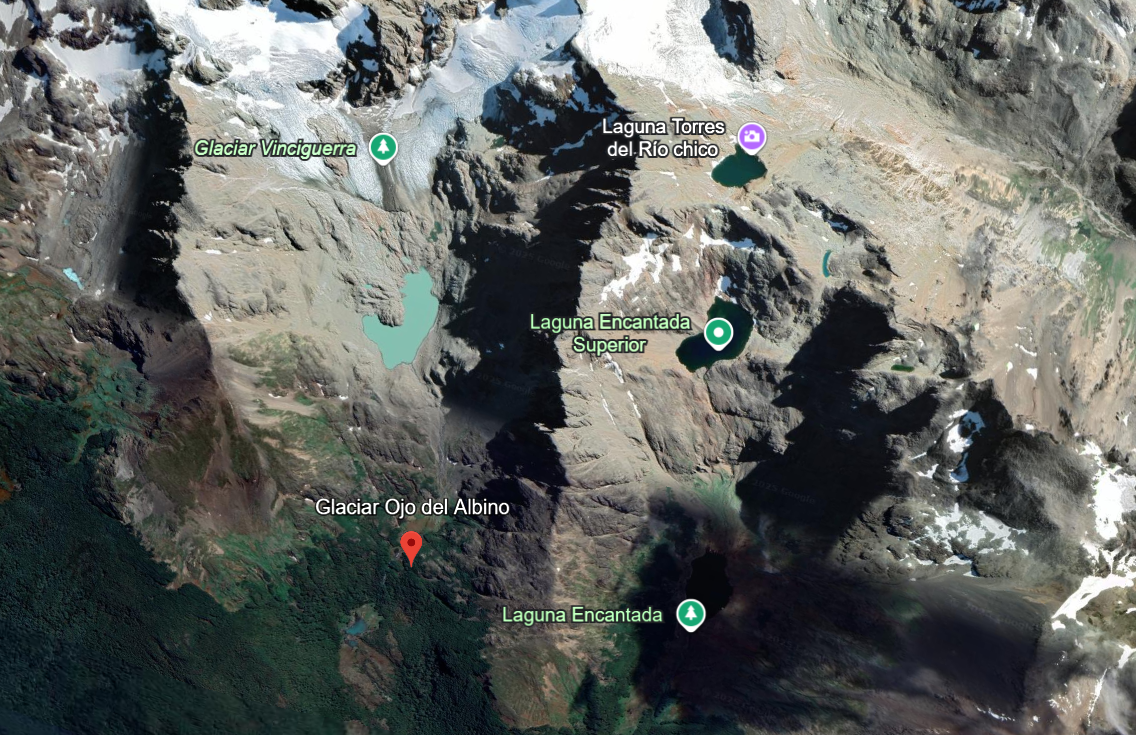 Laguna Torres
del Río chico
Glaciar Vinciguerra
Laguna Encantada
Superior
Glaciar Ojo del Albino
Laguna Encantada